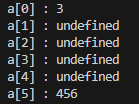 a[0] : 3
a[1] : undefined
a[2] : undefined
a[3] : undefined
a[4] : undefined
a[5] : 456